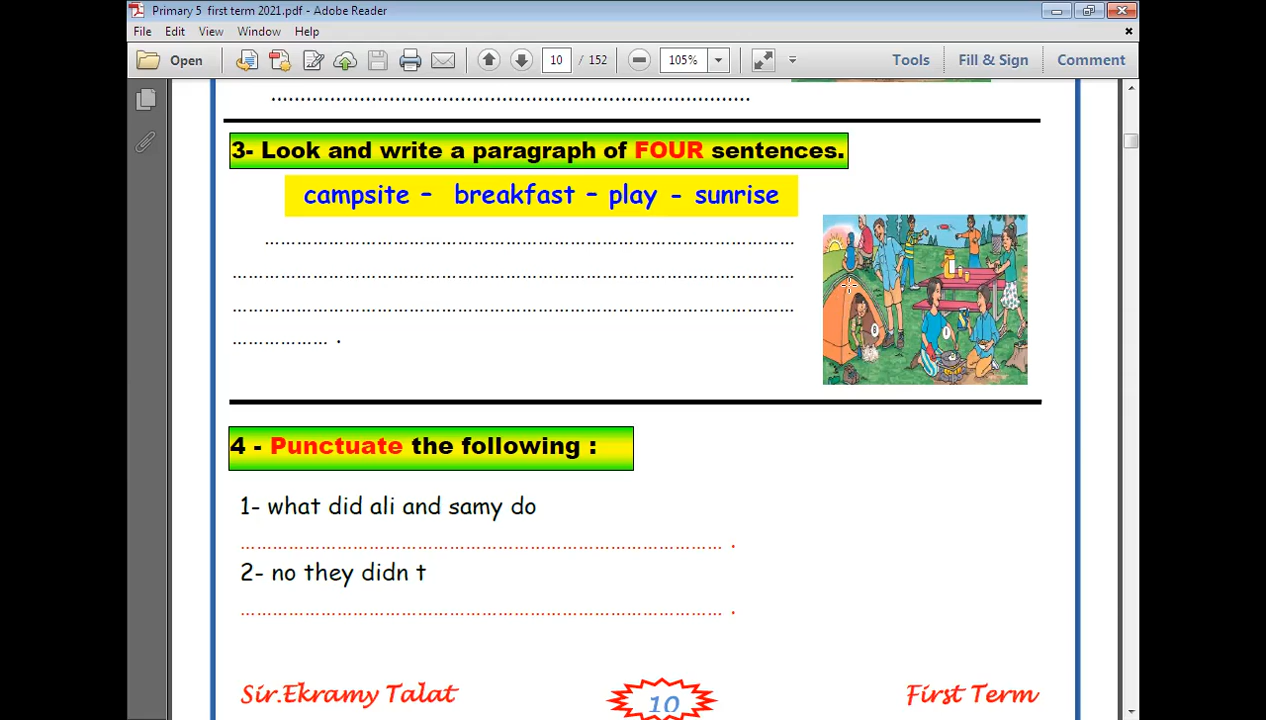 Primary 5 first term 2021.pdf - Adobe Reader
File Edit View Window Help
Open 10 / 152 105% Tools Fill & Sign Comment
................................................................................
3- Look and write a paragraph of FOUR sentences.
campsite - breakfast - play - sunrise
................................................................................
................................................................................
................................................................................
.................. .
4 - Punctuate the following :
1- what did ali and samy do
................................................................................ .
2- no they didn t
................................................................................ .
Sir.Ekramy Talat 10 First Term